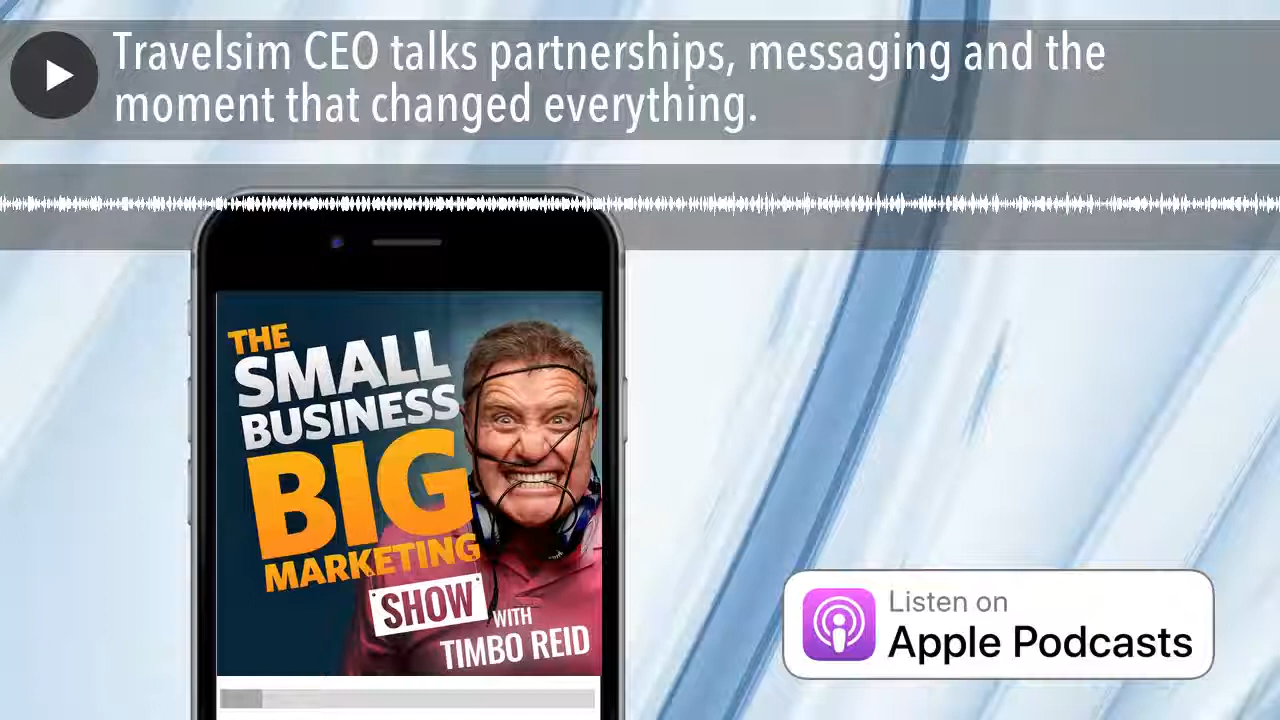 Travelsim CEO talks partnerships, messaging and the
moment that changed everything.
THE
SMALL
BUSINESS
BIG
MARKETING
SHOW
WITH
TIMBO REID
Listen on
Apple Podcasts